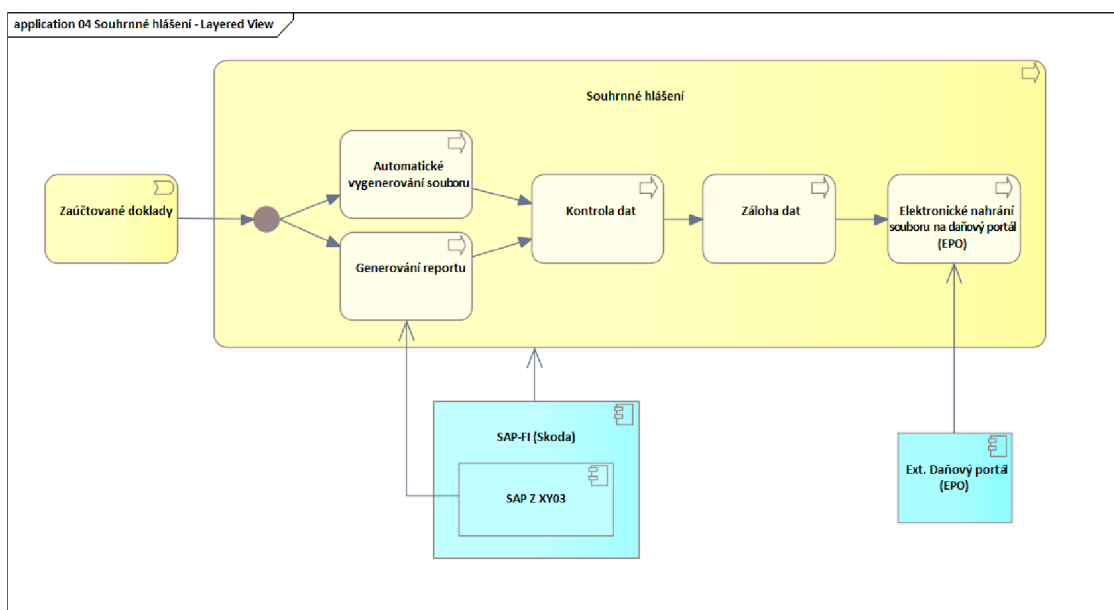 application 04 Souhrnné hlášení - Layered View
Souhrnné hlášení
Zaúčtované doklady
Automatické
vygenerování souboru
Generování reportu
Kontrola dat
Záloha dat
Elektronické nahrání
souboru na daňový portál
(EPO)
SAP-FI (Skoda)
SAP Z XY03
Ext. Daňový portál
(EPO)